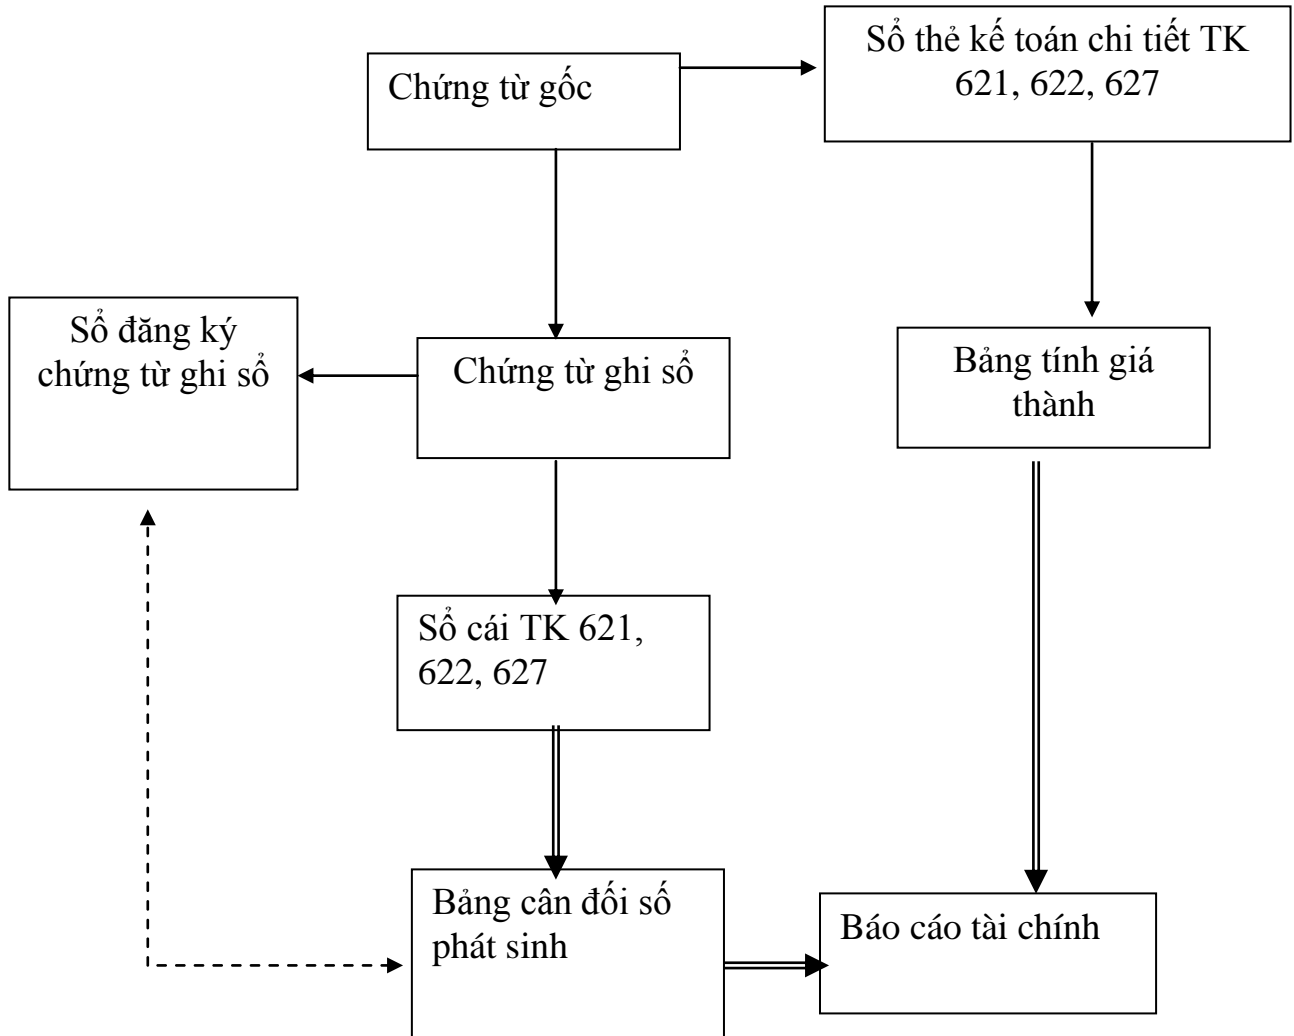 Sổ thẻ kế toán chi tiết TK
621, 622, 627
Chứng từ gốc
Sổ đăng ký
chứng từ ghi sổ
Chứng từ ghi sổ
Bảng tính giá
thành
Sổ cái TK 621,
622, 627
Bảng cân đối số
phát sinh
Báo cáo tài chính